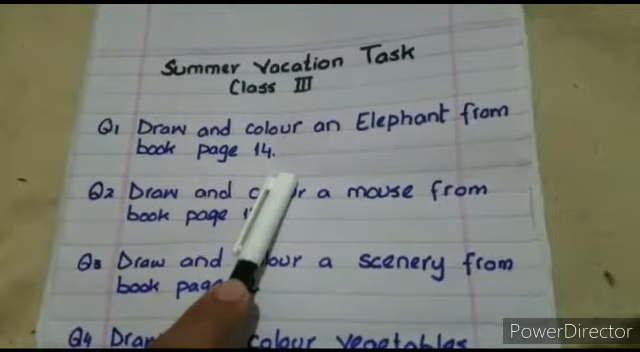 Summer Vacation Task
Class III
Q1 Draw and colour an Elephant from
book page 14.
Q2 Draw and a mouse from
book page
Q3 Draw and a scenery from
book
Q4 colour vegetables
PowerDirector